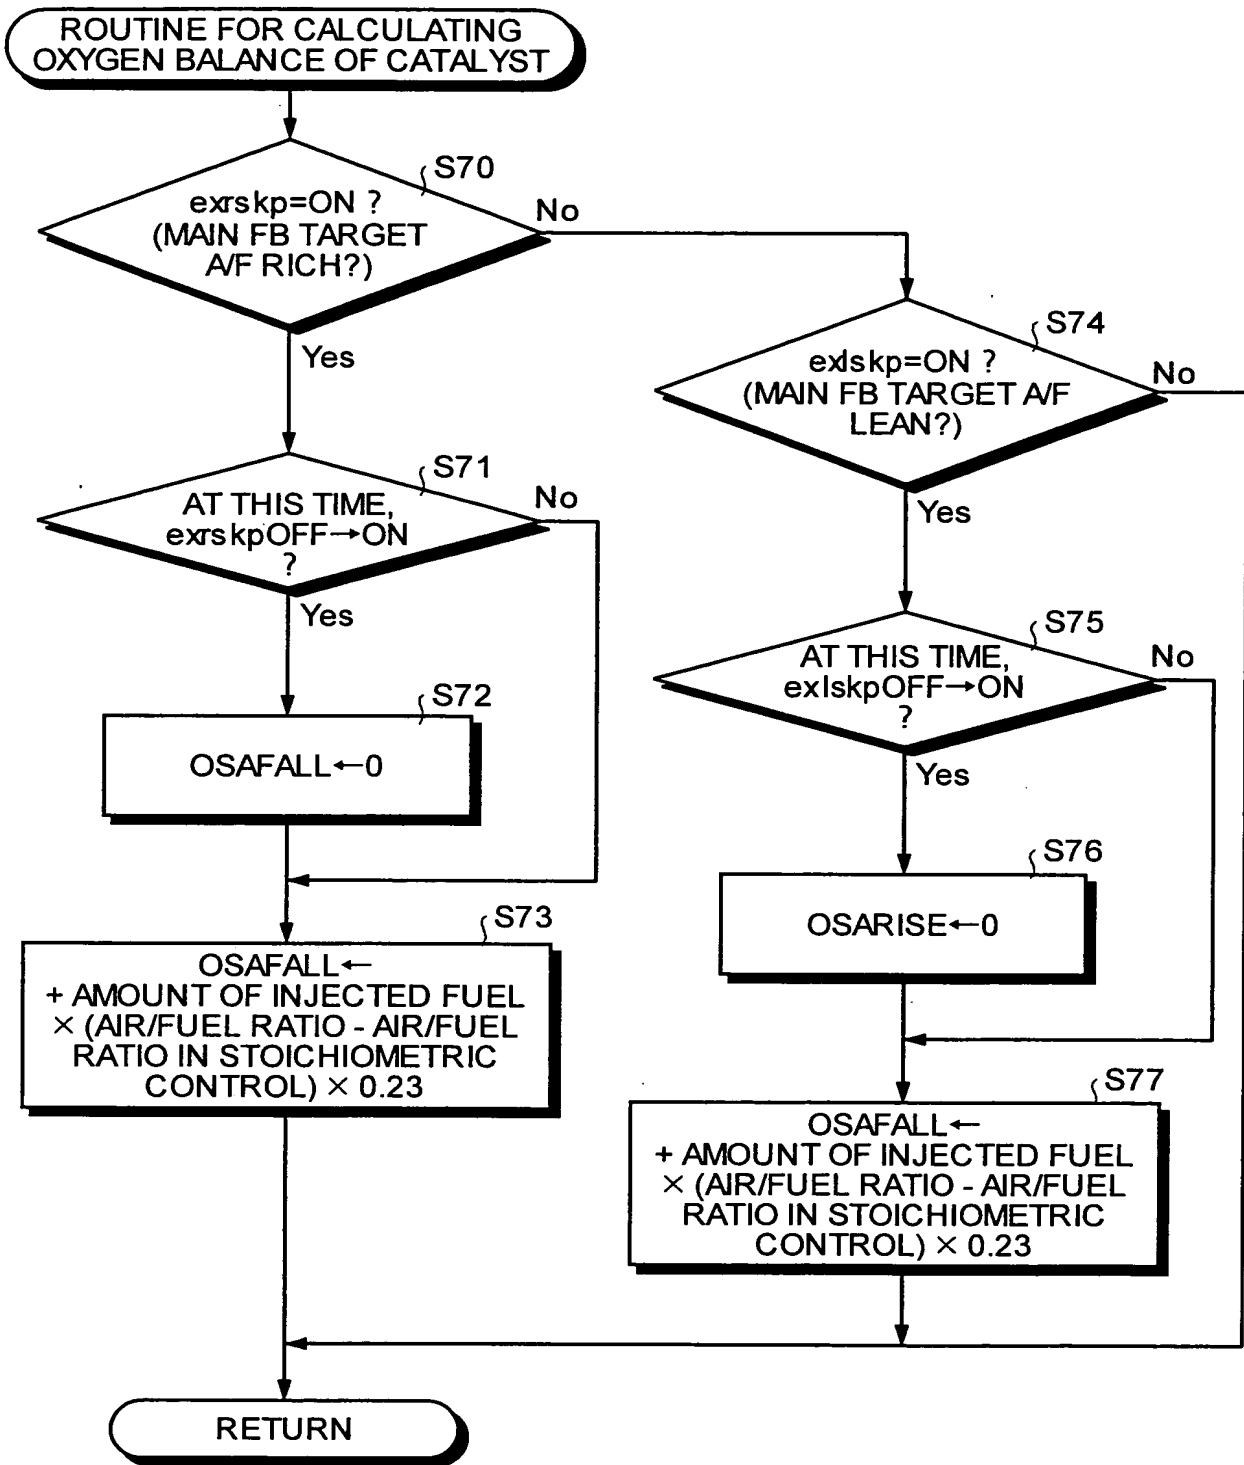 ROUTINE FOR CALCULATING
OXYGEN BALANCE OF CATALYST
S70
exrskp=ON ?
(MAIN FB TARGET
A/F RICH?)
No
Yes
S74
exlskp=ON ?
(MAIN FB TARGET A/F
LEAN?)
No
Yes
S71
AT THIS TIME,
exrskpOFF→ON
?
No
Yes
S75
AT THIS TIME,
exlskpOFF→ON
?
No
Yes
S72
OSAFALL←0
S76
OSARISE←0
S73
OSAFALL←
+ AMOUNT OF INJECTED FUEL
× (AIR/FUEL RATIO - AIR/FUEL
RATIO IN STOICHIOMETRIC
CONTROL) × 0.23
S77
OSAFALL←
+ AMOUNT OF INJECTED FUEL
× (AIR/FUEL RATIO - AIR/FUEL
RATIO IN STOICHIOMETRIC
CONTROL) × 0.23
RETURN